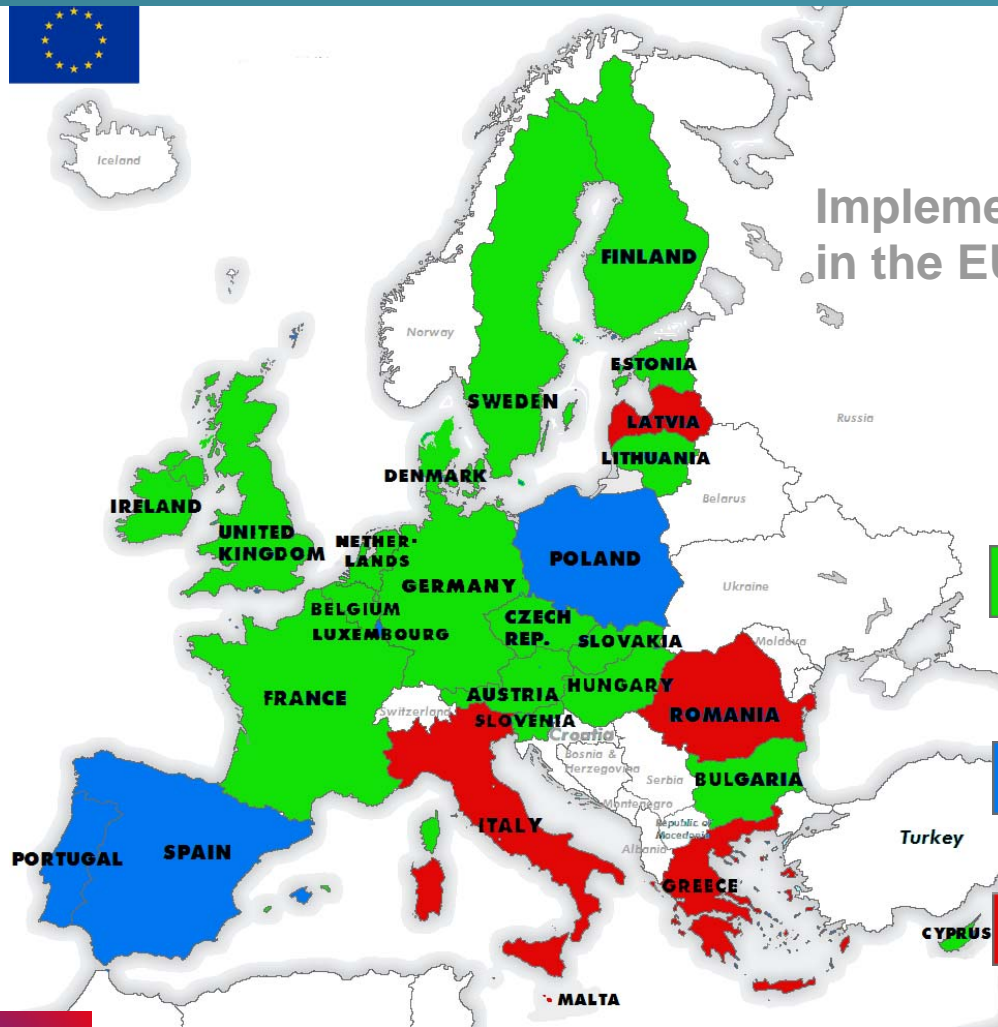 Iceland
Impleme
in the EU
FINLAND
Norway
ESTONIA
SWEDEN
LATVIA
Russia
LITHUANIA
DENMARK
Belarus
IRELAND
UNITED
KINGDOM
NETHER-
LANDS
POLAND
GERMANY
Ukraine
BELGIUM
CZECH
REP.
LUXEMBOURG
SLOVAKIA
Moldova
FRANCE
AUSTRIA
HUNGARY
Switzerland
SLOVENIA
ROMANIA
Croatia
Bosnia &
Herzegovina
Serbia
BULGARIA
Montenegro
ITALY
Republic of
Macedonia
Albania
Turkey
PORTUGAL
SPAIN
GREECE
CYPRUS
MALTA